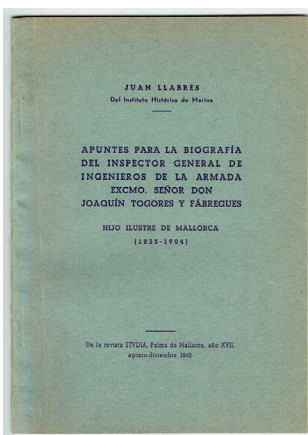 JUAN LLABRÉS
Del Instituto Histórico de Marina
APUNTES PARA LA BIOGRAFÍA
DEL INSPECTOR GENERAL DE
INGENIEROS DE LA ARMADA
EXCMO. SEÑOR DON
JOAQUÍN TOGORES Y FÁBREGUES
HIJO ILUSTRE DE MALLORCA
(1835-1904)
De la revista STVDIA, Palma de Mallorca, año XVII,
agosto-diciembre 1945